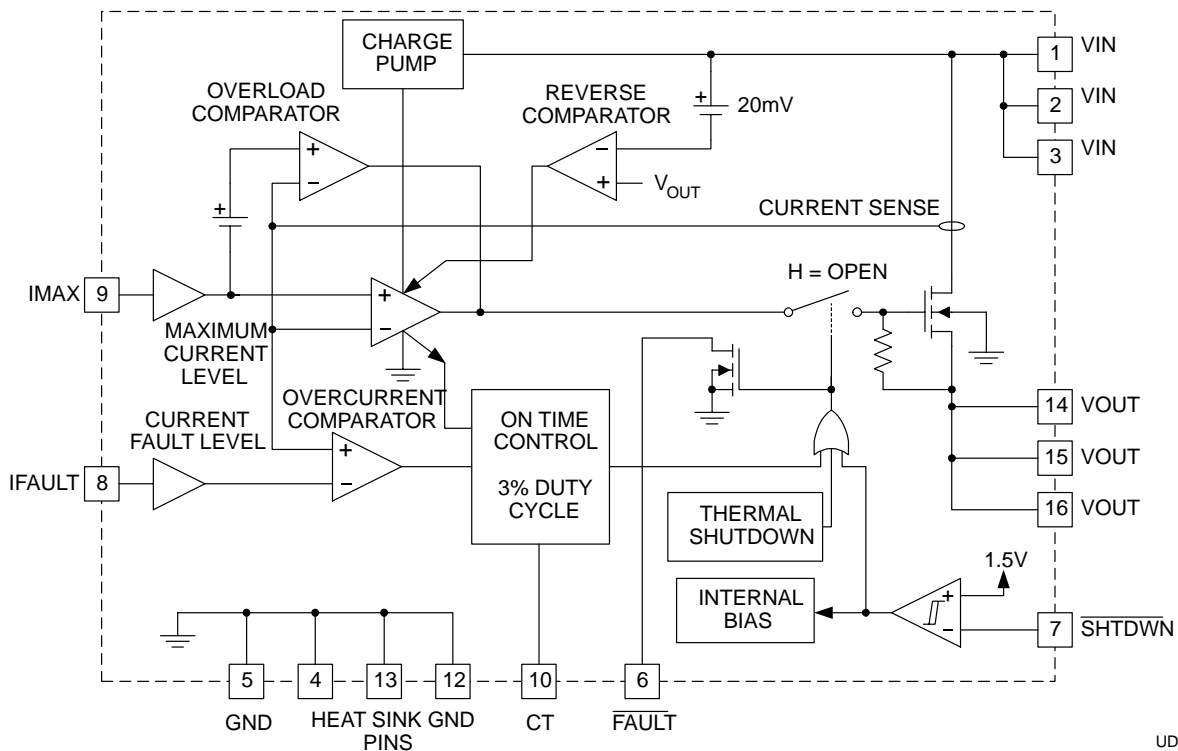 CHARGE
PUMP
1 VIN
2 VIN
3 VIN
OVERLOAD
COMPARATOR
REVERSE
COMPARATOR
+
20mV
+
−
−
+
VOUT
+
CURRENT SENSE
IMAX 9
+
−
MAXIMUM
CURRENT
LEVEL
H = OPEN
OVERCURRENT
COMPARATOR
CURRENT
FAULT LEVEL
IFAULT 8
+
−
ON TIME
CONTROL
3% DUTY
CYCLE
14 VOUT
15 VOUT
16 VOUT
THERMAL
SHUTDOWN
1.5V
INTERNAL
BIAS
+
−
7 SHTDWN
5
4
13
12
10
6
GND
HEAT SINK GND
PINS
CT
FAULT
UD